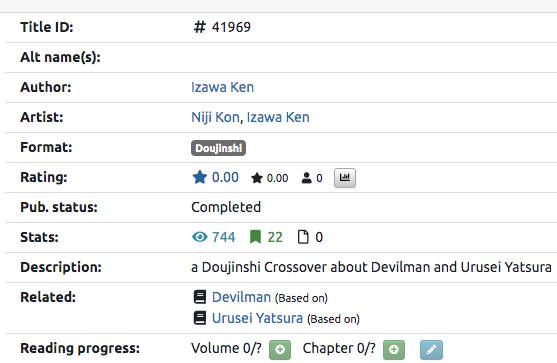 Title ID: # 41969
Alt name(s):
Author: Izawa Ken
Artist: Niji Kon, Izawa Ken
Format: Doujinshi
Rating: 0.00 0.00 0
Pub. status: Completed
Stats: 744 22 0
Description: a Doujinshi Crossover about Devilman and Urusei Yatsura
Related: Devilman (Based on)
Urusei Yatsura (Based on)
Reading progress: Volume 0/? Chapter 0/?